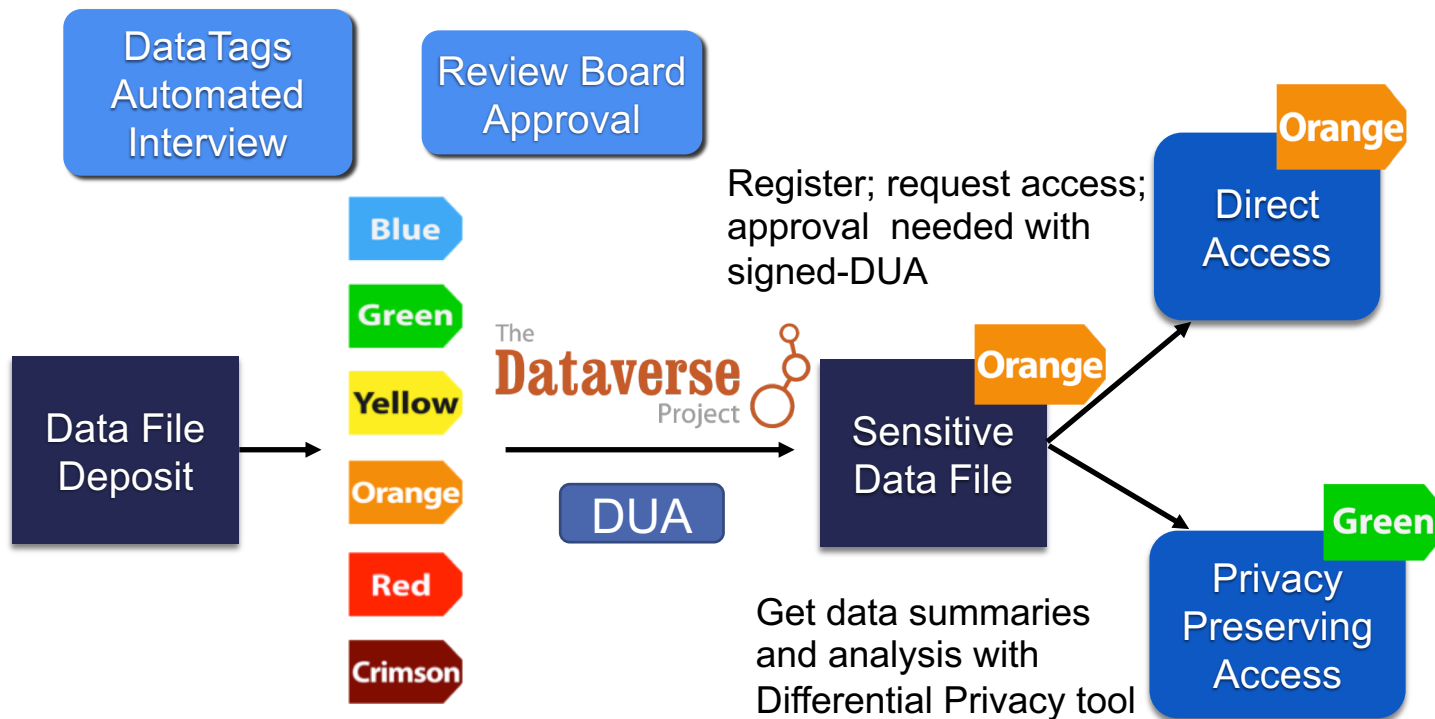 DataTags
Automated
Interview
Review Board
Approval
Data File
Deposit
Blue
Green
Yellow
Orange
Red
Crimson
The
Dataverse
Project
DUA
Orange
Sensitive
Data File
Register; request access;
approval needed with
signed-DUA
Orange
Direct
Access
Get data summaries
and analysis with
Differential Privacy tool
Green
Privacy
Preserving
Access